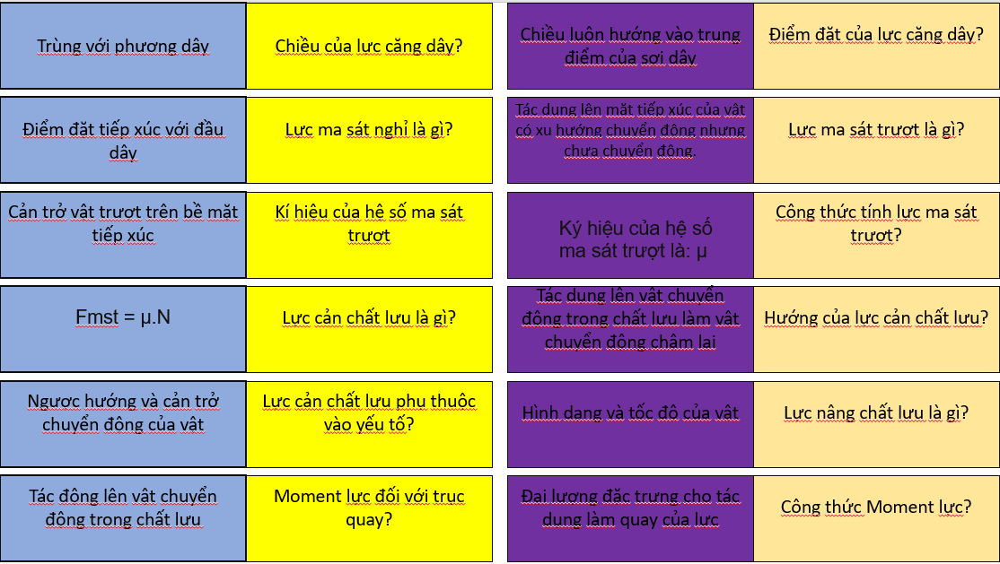 Trùng với phương dây
Chiều của lực căng dây?
Chiều luôn hướng vào trung
điểm của sợi dây
Điểm đặt của lực căng dây?
Điểm đặt tiếp xúc với đầu
dây
Lực ma sát nghỉ là gì?
Tác dụng lên mặt tiếp xúc của vật
có xu hướng chuyển động nhưng
chưa chuyển động.
Lực ma sát trượt là gì?
Cản trở vật trượt trên bề mặt
tiếp xúc
Kí hiệu của hệ số ma sát
trượt
Ký hiệu của hệ số
ma sát trượt là: μ
Công thức tính lực ma sát
trượt?
Fmst = μ.N
Lực cản chất lưu là gì?
Tác dụng lên vật chuyển
động trong chất lưu làm vật
chuyển động chậm lại
Hướng của lực cản chất lưu?
Ngược hướng và cản trở
chuyển động của vật
Lực cản chất lưu phụ thuộc
vào yếu tố?
Hình dạng và tốc độ của vật
Lực nâng chất lưu là gì?
Tác động lên vật chuyển
động trong chất lưu
Moment lực đối với trục
quay?
Đại lượng đặc trưng cho tác
dụng làm quay của lực
Công thức Moment lực?